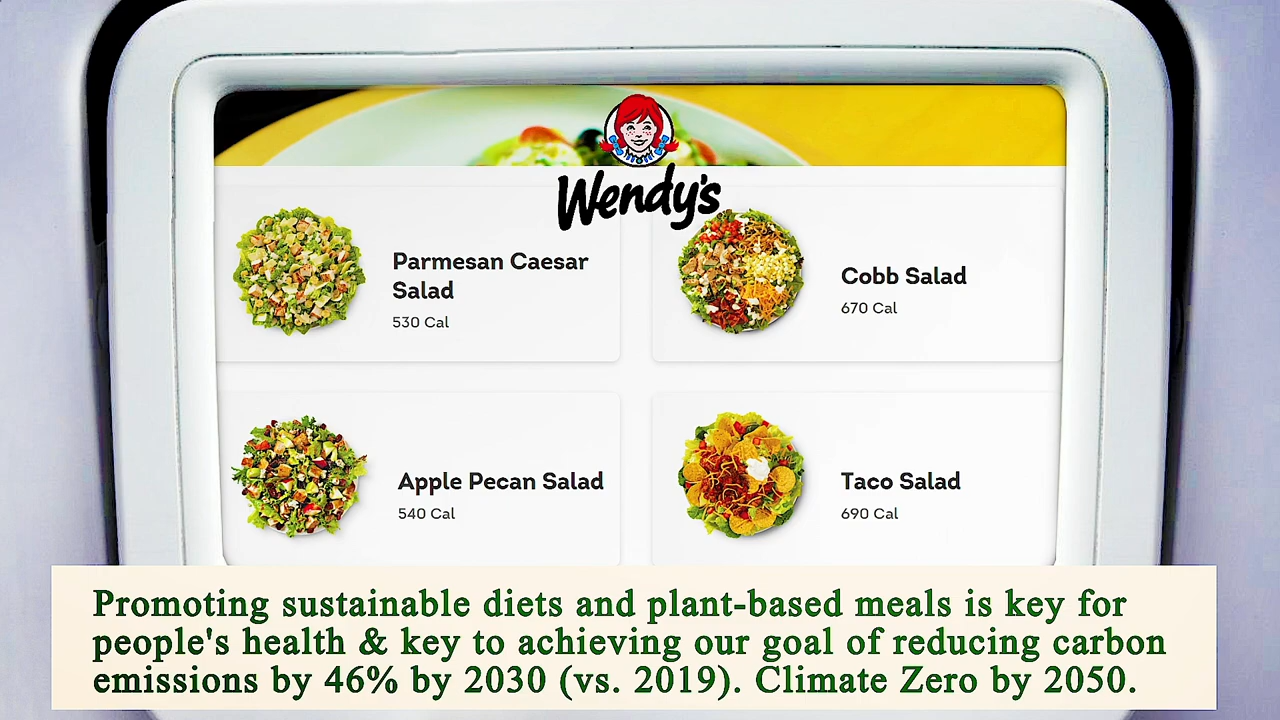 Wendy's
Parmesan Caesar
Salad
530 Cal
Cobb Salad
670 Cal
Apple Pecan Salad
540 Cal
Taco Salad
690 Cal
Promoting sustainable diets and plant-based meals is key for
people's health & key to achieving our goal of reducing carbon
emissions by 46% by 2030 (vs. 2019). Climate Zero by 2050.